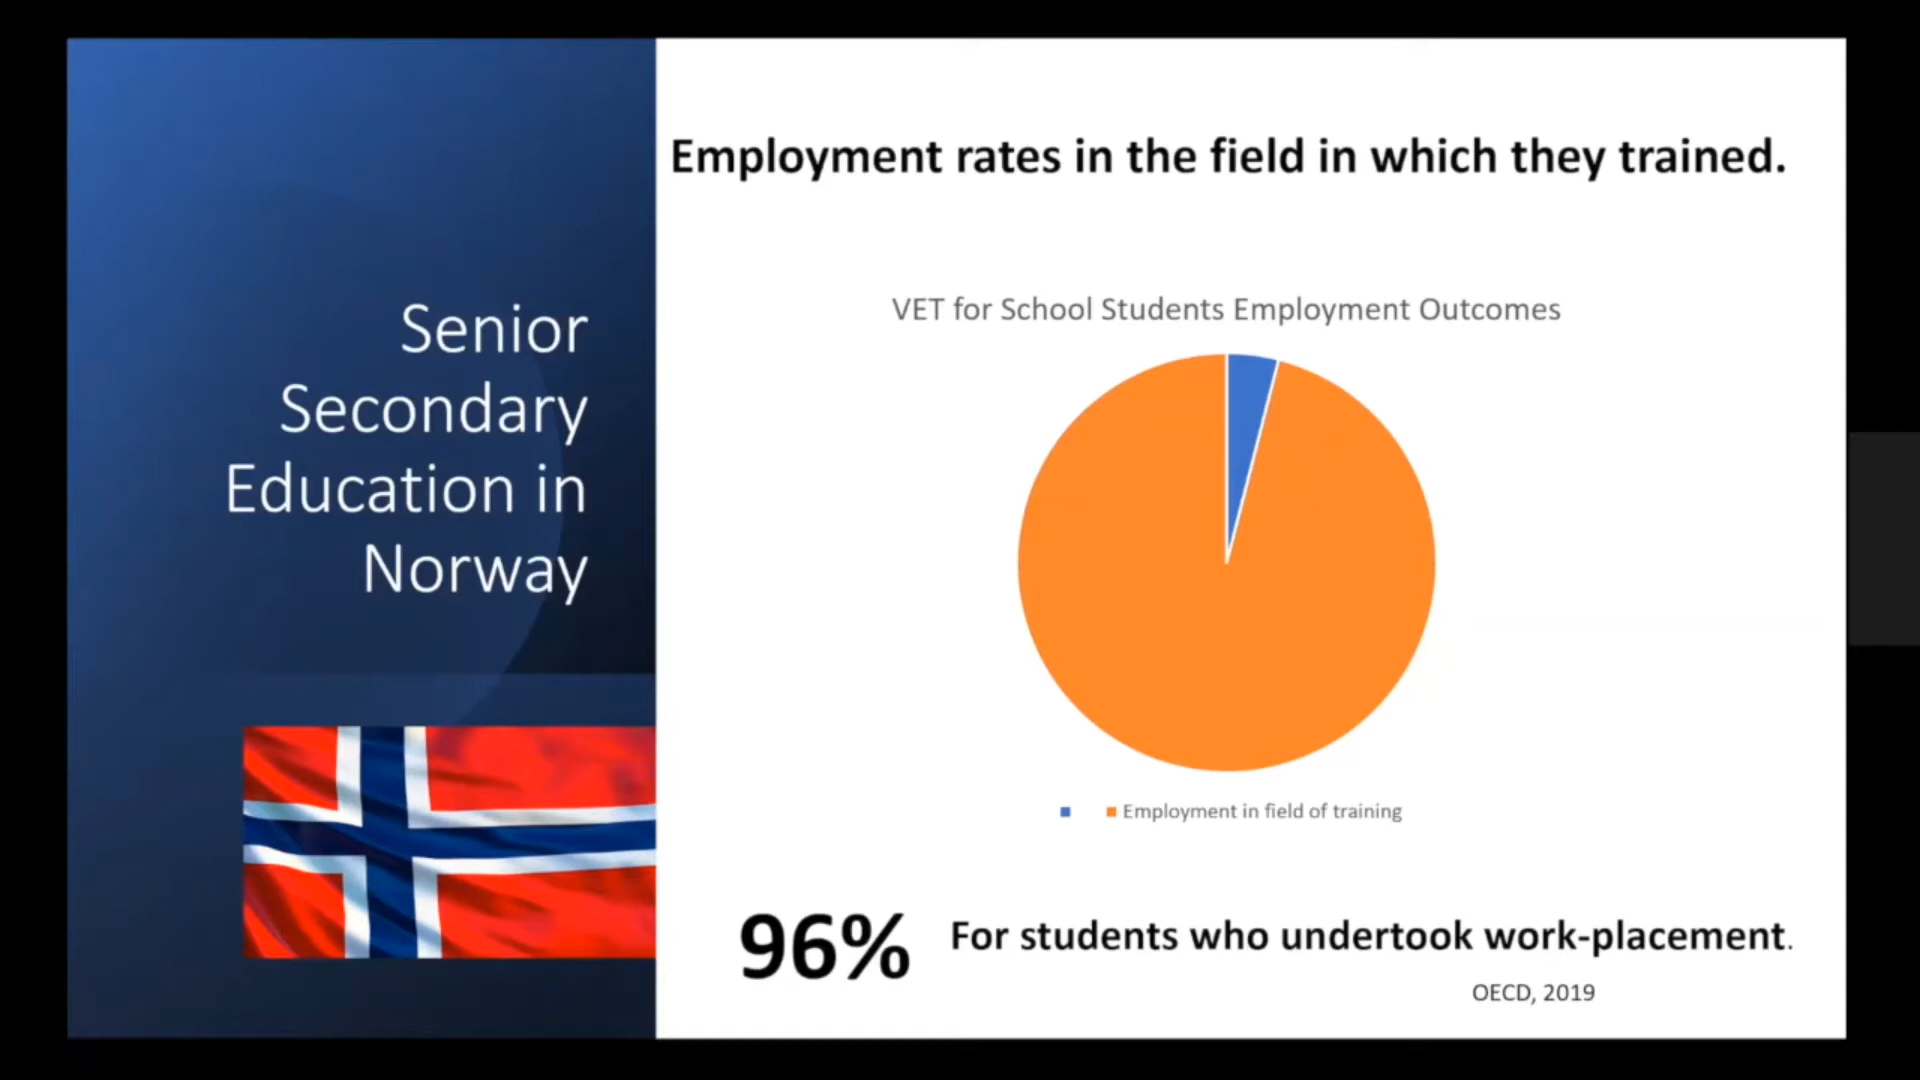 Senior
Secondary
Education in
Norway
Employment rates in the field in which they trained.
VET for School Students Employment Outcomes
Employment in field of training
96% For students who undertook work-placement.
OECD, 2019